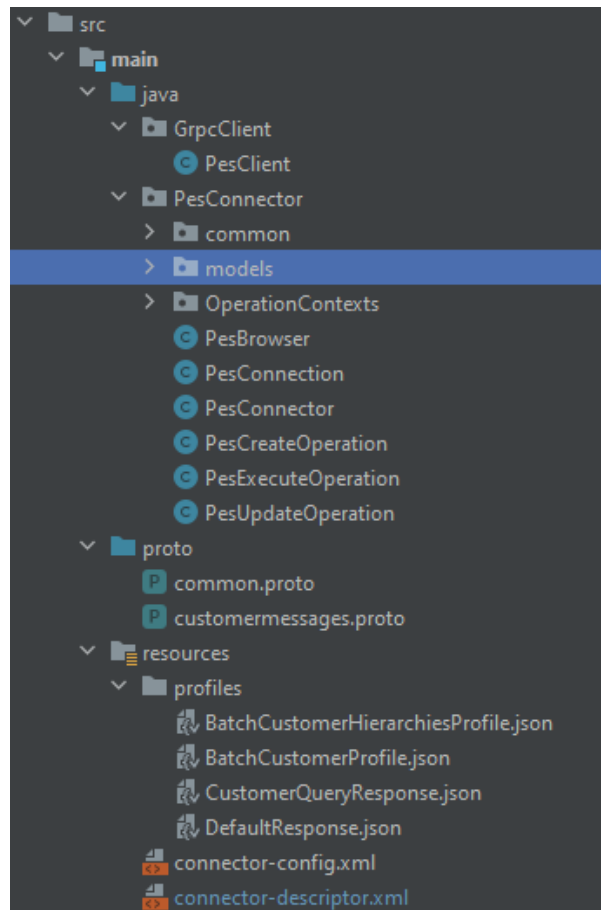 src
main
java
GrpcClient
C PesClient
PesConnector
common
models
OperationContexts
C PesBrowser
C PesConnection
C PesConnector
C PesCreateOperation
C PesExecuteOperation
C PesUpdateOperation
proto
P common.proto
P customermessages.proto
resources
profiles
BatchCustomerHierarchiesProfile.json
BatchCustomerProfile.json
CustomerQueryResponse.json
DefaultResponse.json
connector-config.xml
connector-descriptor.xml